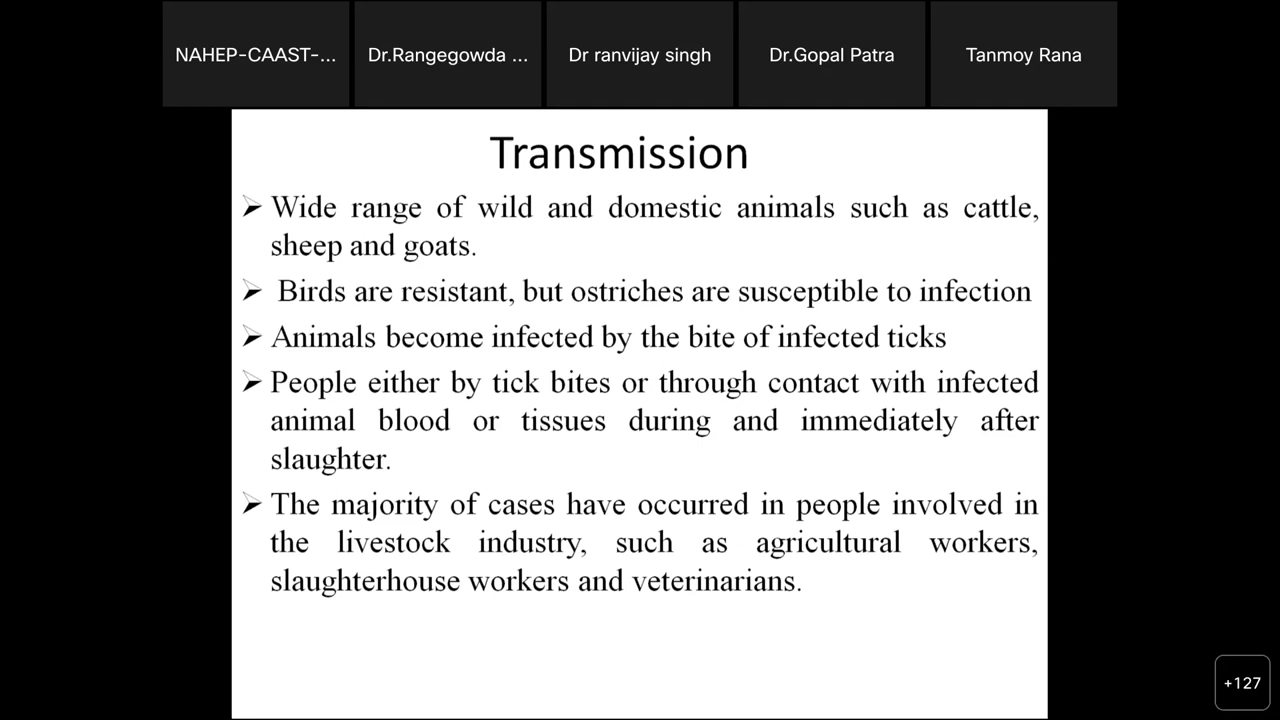 NAHEP-CAAST-...
Dr.Rangegowda ...
Dr ranvijay singh
Dr.Gopal Patra
Tanmoy Rana
Transmission
➢ Wide range of wild and domestic animals such as cattle,
sheep and goats.
➢ Birds are resistant, but ostriches are susceptible to infection
➢ Animals become infected by the bite of infected ticks
➢ People either by tick bites or through contact with infected
animal blood or tissues during and immediately after
slaughter.
➢ The majority of cases have occurred in people involved in
the livestock industry, such as agricultural workers,
slaughterhouse workers and veterinarians.
+127